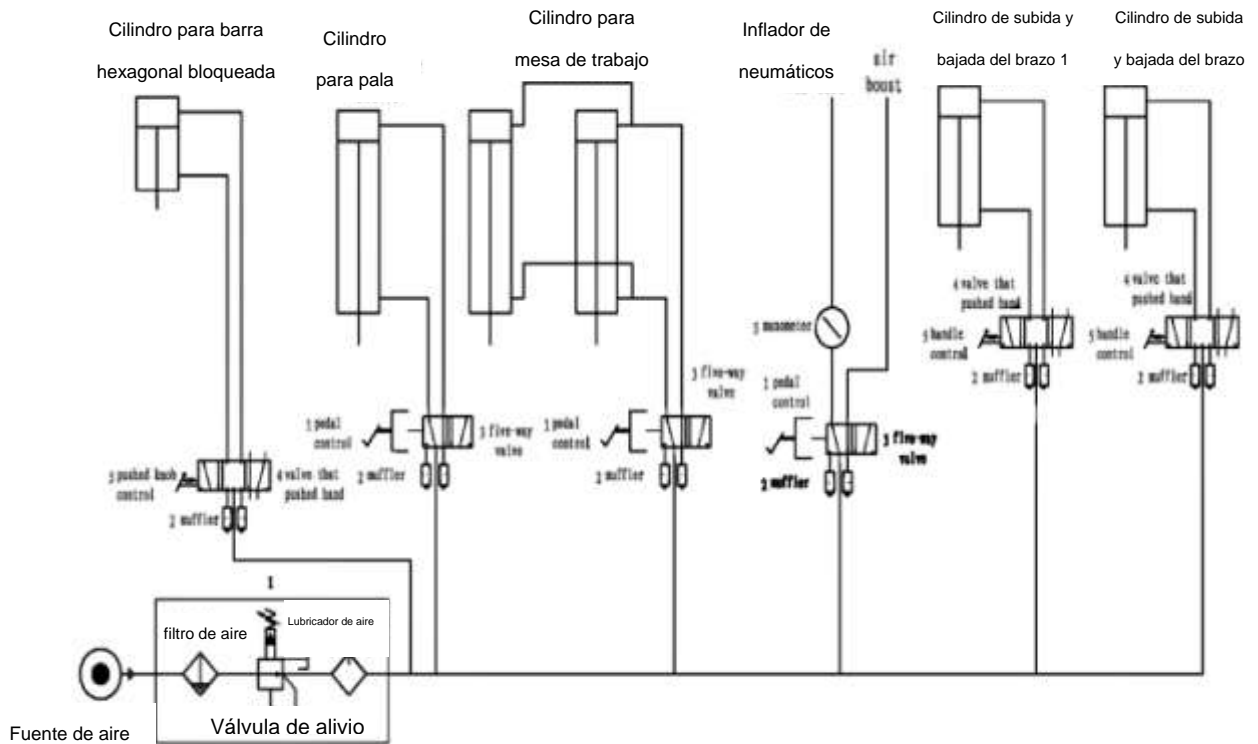 Cilindro para barra
hexagonal bloqueada
Cilindro
para pala
Cilindro para
mesa de trabajo
Inflador de
neumáticos
air
boost
Cilindro de subida y
bajada del brazo 1
Cilindro de subida
y bajada del brazo
4 valve that
pushed hand
5 handle
control
2 muffler
4 valve that
pushed hand
5 handle
control
2 muffler
manometer
1 pedal
control
3 five-way
valve
2 muffler
1 pedal
control
3 five-way
valve
2 muffler
1 pedal
control
3 five-way
valve
2 muffler
pushed knob
control
4 valve that
pushed hand
2 muffler
I
filtro de aire
Lubricador de aire
Válvula de alivio
Fuente de aire